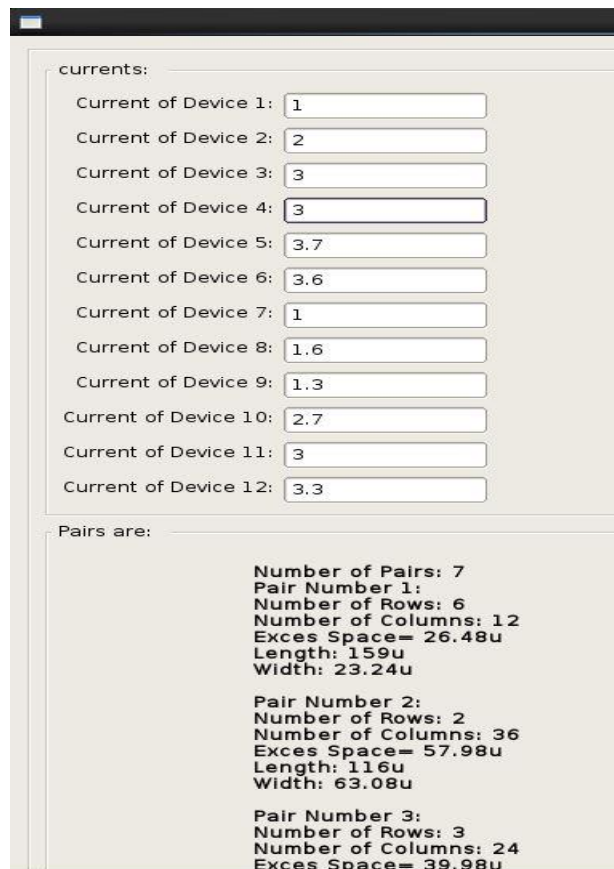 currents:
Current of Device 1: 1
Current of Device 2: 2
Current of Device 3: 3
Current of Device 4: 3
Current of Device 5: 3.7
Current of Device 6: 3.6
Current of Device 7: 1
Current of Device 8: 1.6
Current of Device 9: 1.3
Current of Device 10: 2.7
Current of Device 11: 3
Current of Device 12: 3.3
Pairs are:
Number of Pairs: 7
Pair Number 1:
Number of Rows: 6
Number of Columns: 12
Exces Space= 26.48u
Length: 159u
Width: 23.24u
Pair Number 2:
Number of Rows: 2
Number of Columns: 36
Exces Space= 57.98u
Length: 116u
Width: 63.08u
Pair Number 3:
Number of Rows: 3
Number of Columns: 24
Exces Space= 39.98u